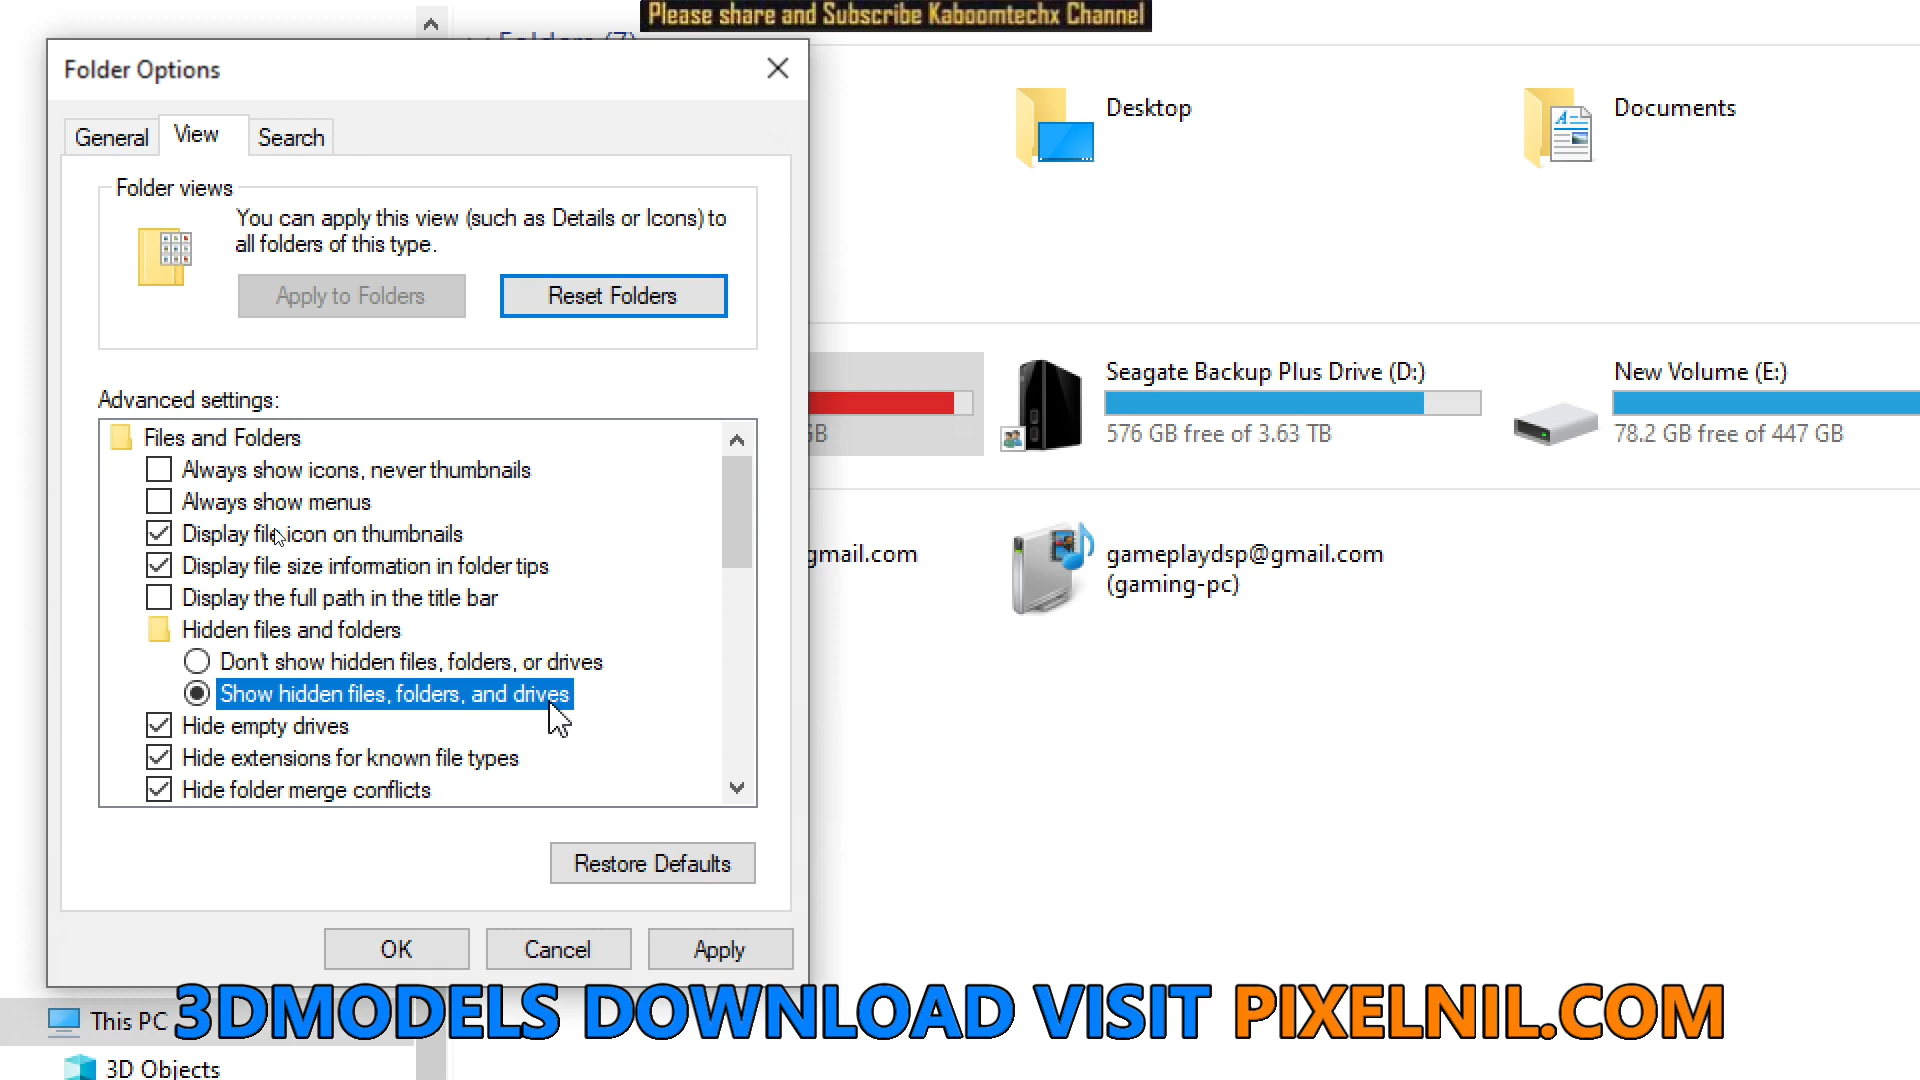 Please share and Subscribe Kaboomtechx Channel
Folders (7)
Folder Options
General
View
Search
Folder views
You can apply this view (such as Details or Icons) to
all folders of this type.
Apply to Folders
Reset Folders
Advanced settings:
Files and Folders
Always show icons, never thumbnails
Always show menus
Display file icon on thumbnails
Display file size information in folder tips
Display the full path in the title bar
Hidden files and folders
Don't show hidden files, folders, or drives
Show hidden files, folders, and drives
Hide empty drives
Hide extensions for known file types
Hide folder merge conflicts
Restore Defaults
OK
Cancel
Apply
Desktop
Documents
GB
Seagate Backup Plus Drive (D:)
576 GB free of 3.63 TB
New Volume (E:)
78.2 GB free of 447 GB
gmail.com
gameplaydsp@gmail.com
(gaming-pc)
This PC
3D Objects
3DMODELS DOWNLOAD VISIT PIXELNIL.COM